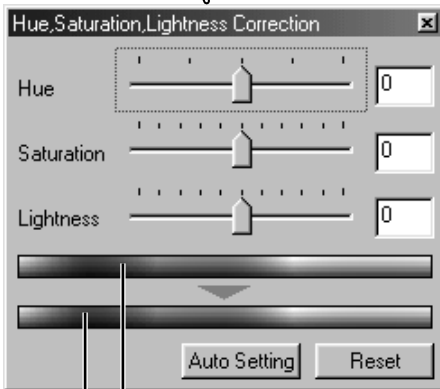 Hue,Saturation,Lightness Correction
Hue 0
Saturation 0
Lightness 0
Auto Setting Reset